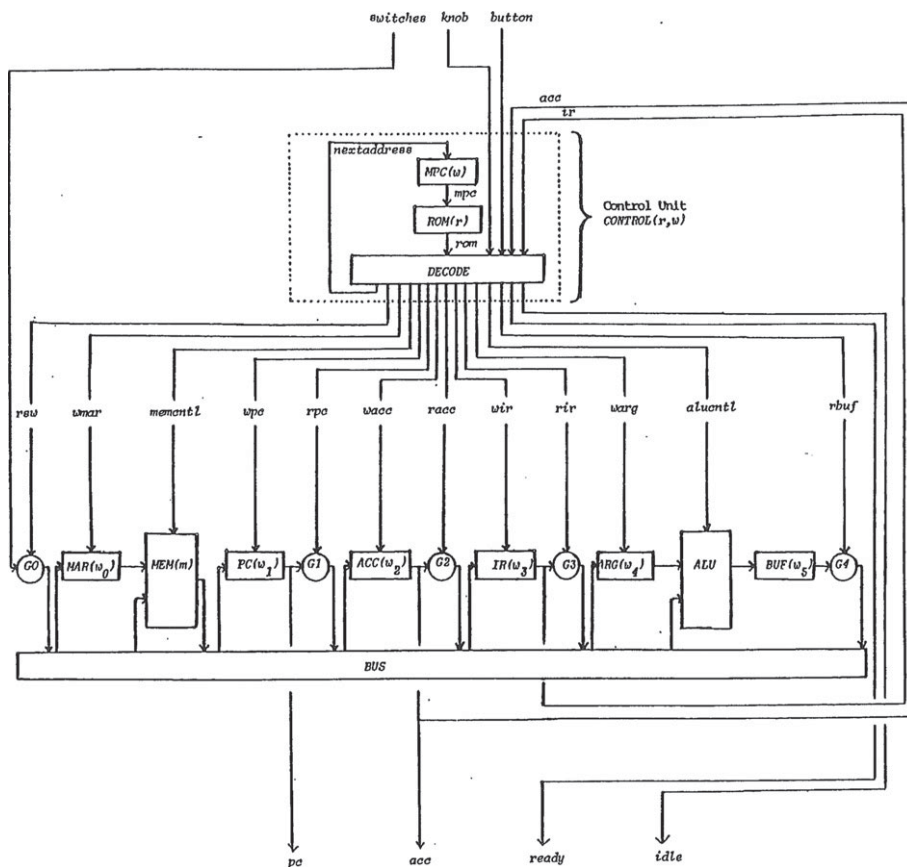 switches knob button
acc
ir
nextaddress
MPC(w)
mpc
ROM(r)
rom
DECODE
Control Unit
CONTROL(r,w)
rsw wmar memcntl wpc rpc wacc racc wir rir warg alucntl rbuf
G0 MAR(w₀) MEM(m) PC(w₁) G1 ACC(w₂) G2 IR(w₃) G3 ARG(w₄) ALU BUF(w₅) G4
BUS
pc acc ready idle